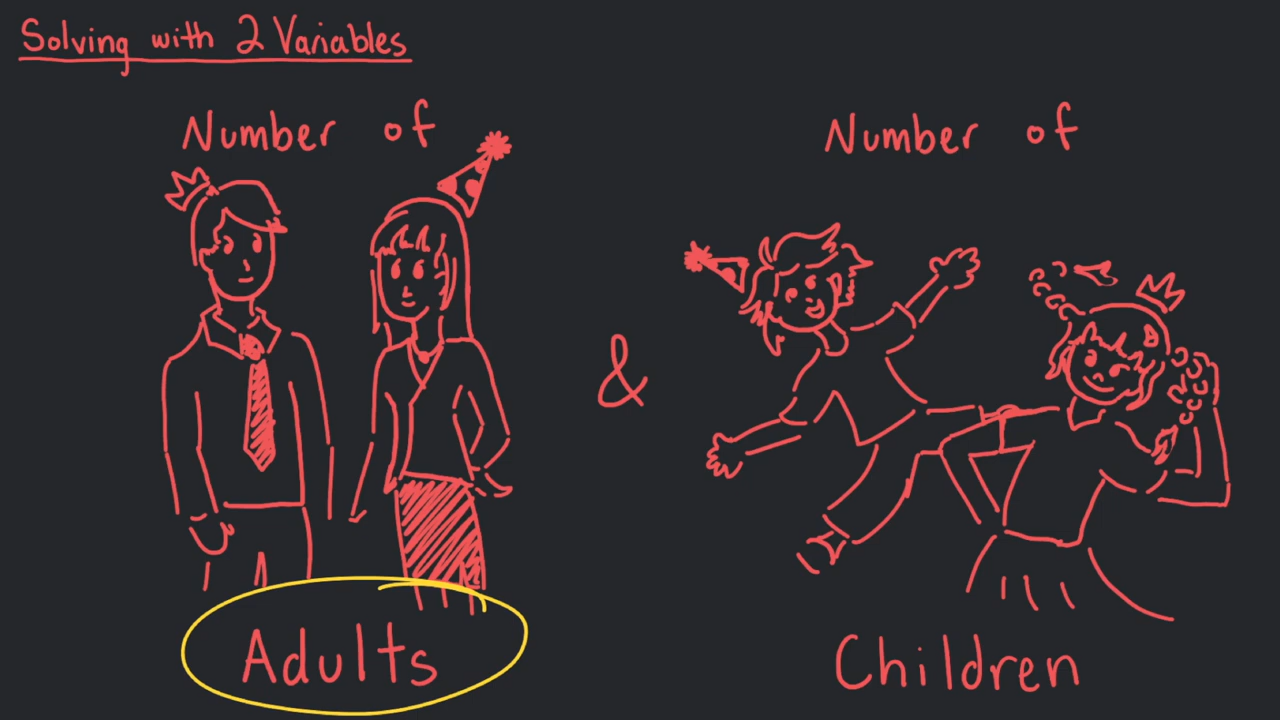 Solving with 2 Variables
Number of
Adults
&
Number of
Children